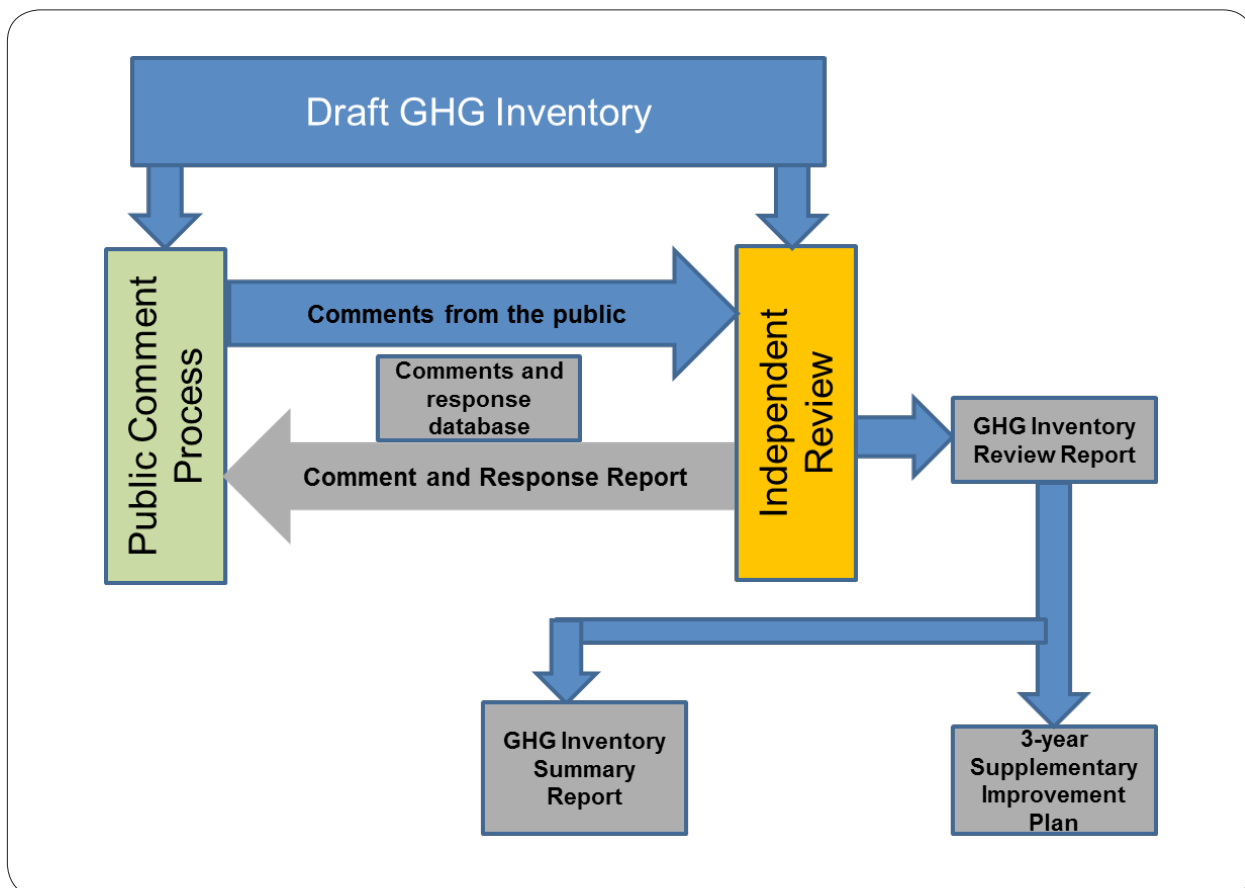 Draft GHG Inventory
Public Comment
Process
Comments from the public
Comments and
response
database
Comment and Response Report
Independent
Review
GHG Inventory
Review Report
GHG Inventory
Summary
Report
3-year
Supplementary
Improvement
Plan